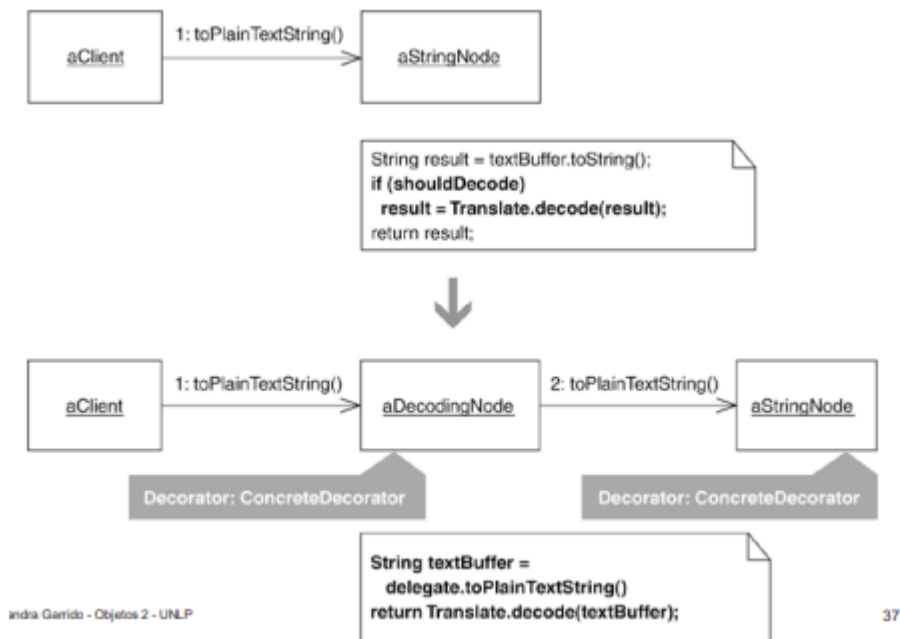 1: toPlainTextString()
aClient
aStringNode
String result = textBuffer.toString();
if (shouldDecode)
result = Translate.decode(result);
return result;
1: toPlainTextString()
2: toPlainTextString()
aClient
aDecodingNode
aStringNode
Decorator: ConcreteDecorator
Decorator: ConcreteDecorator
String textBuffer =
delegate.toPlainTextString()
return Translate.decode(textBuffer);
andra Garrido - Objetos 2 - UNLP
37